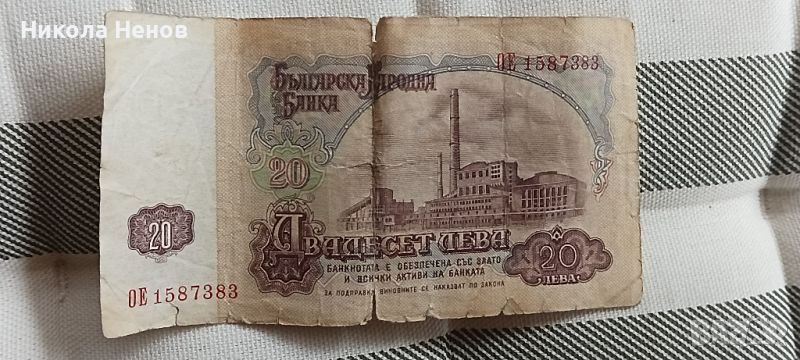 Никола Ненов
ОЕ 1587383
Българска Народна
Банка
20
20
Двадесет лева
20
ЛЕВА
БАНКНОТАТА Е ОБЕЗПЕЧЕНА СЪС ЗЛАТО
И ВСИЧКИ АКТИВИ НА БАНКАТА
ЗА ПОДПРАВКА ВИНОВНИТЕ СЕ НАКАЗВАТ ПО ЗАКОНА
ОЕ 1587383